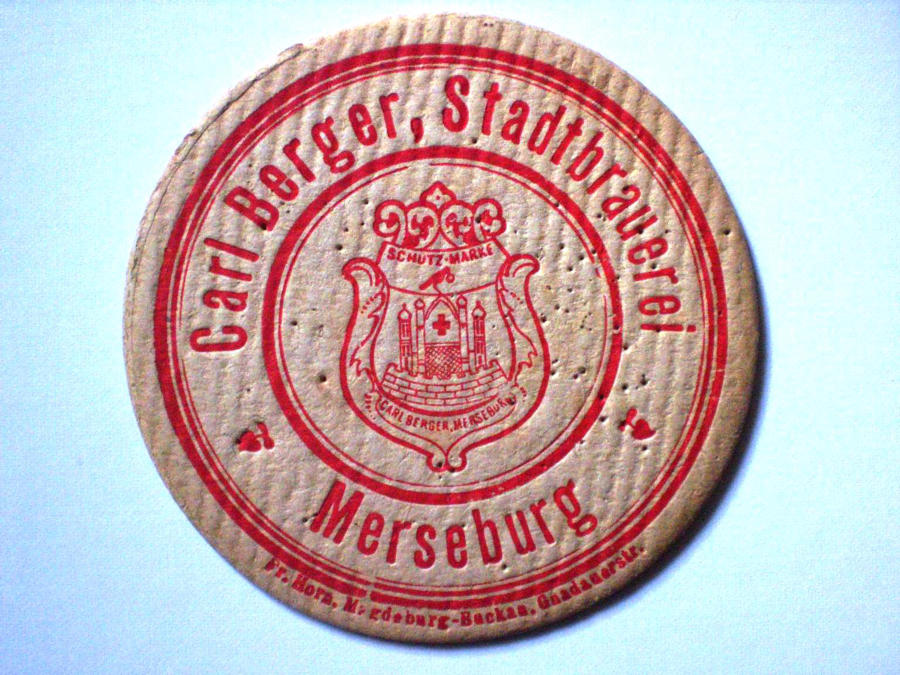 Carl Berger, Stadtbrauerei
SCHUTZ-MARKE
CARL BERGER, MERSEBURG
Merseburg
Fr. Horn, Magdeburg-Buckau, Gnadauerstr.